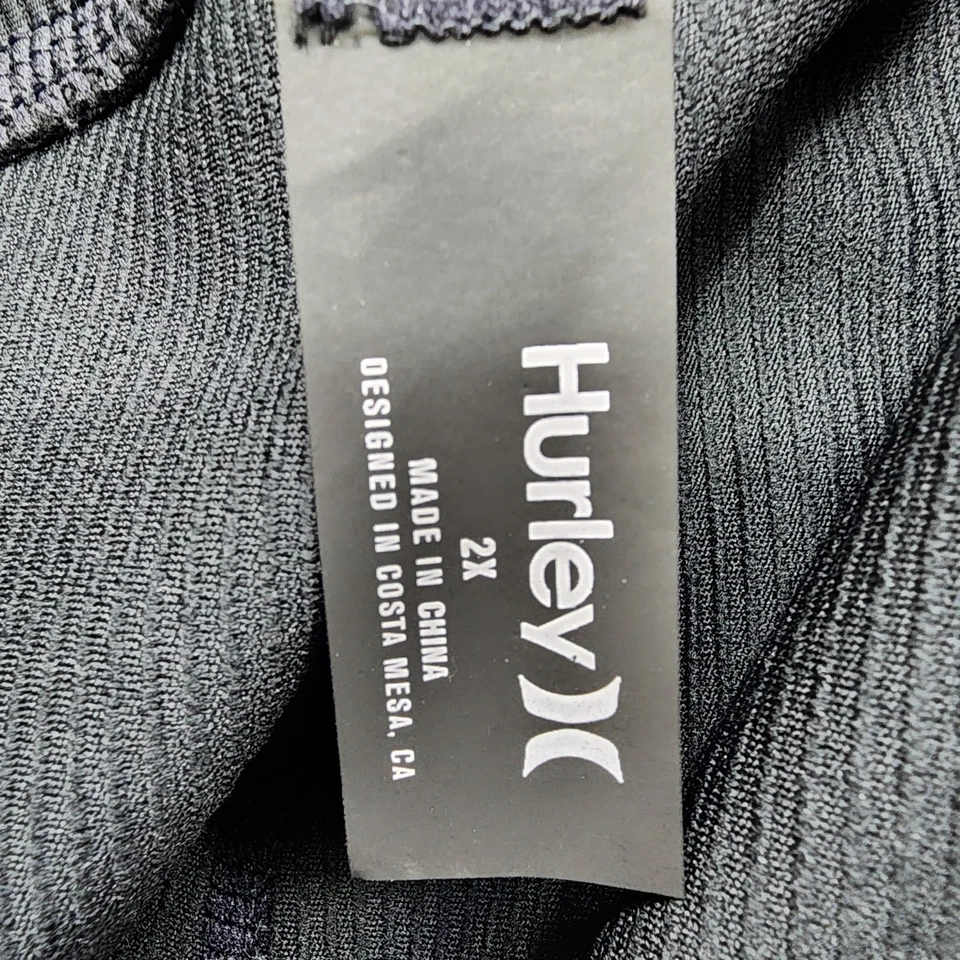 Hurley
2X
MADE IN CHINA
DESIGNED IN COSTA MESA, CA